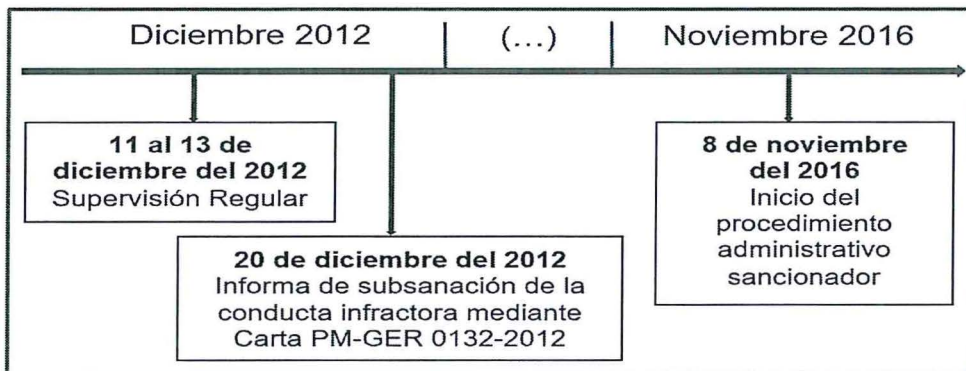 Diciembre 2012
(...)
Noviembre 2016
11 al 13 de
diciembre del 2012
Supervisión Regular
20 de diciembre del 2012
Informa de subsanación de la
conducta infractora mediante
Carta PM-GER 0132-2012
8 de noviembre
del 2016
Inicio del
procedimiento
administrativo
sancionador